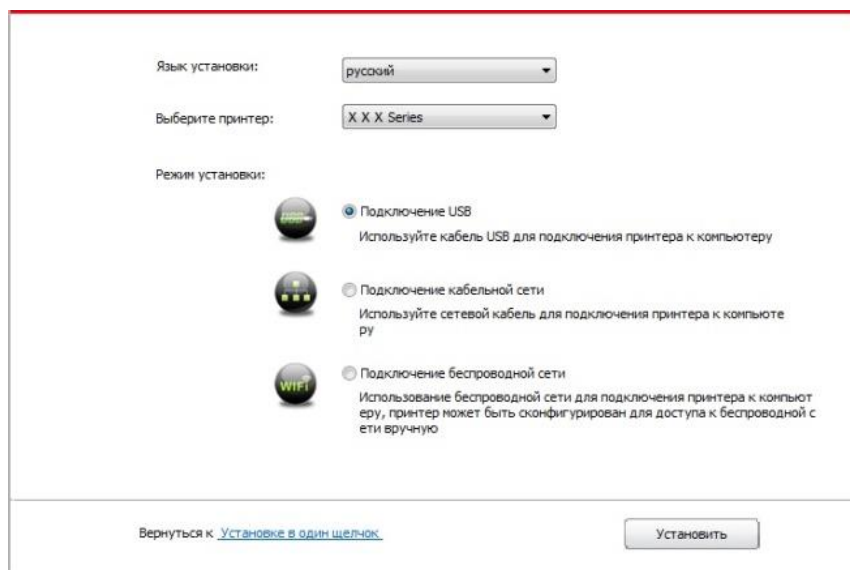 Язык установки:
русский
Выберите принтер:
X X X Series
Режим установки:
USB
Подключение USB
Используйте кабель USB для подключения принтера к компьютеру
Подключение кабельной сети
Используйте сетевой кабель для подключения принтера к компьюте
ру
WiFi
Подключение беспроводной сети
Использование беспроводной сети для подключения принтера к компьют
еру, принтер может быть сконфигурирован для доступа к беспроводной с
ети вручную
Вернуться к Установке в один щелчок
Установить